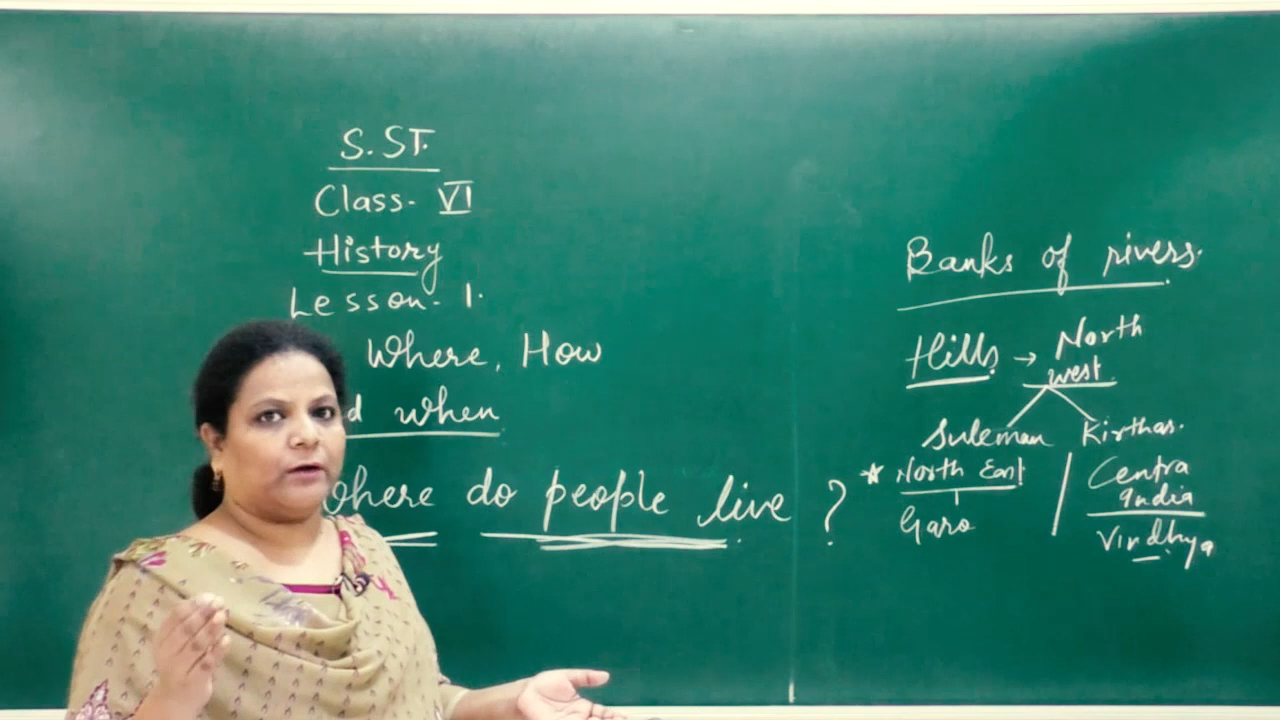 S.ST.
Class- VI
History
Lesson- 1.
Where, How
d when
Where do people live ?
Banks of rivers.
Hills → North
west
Suleman Kirthas.
* North East
Garo
Centra
India
Vindhya